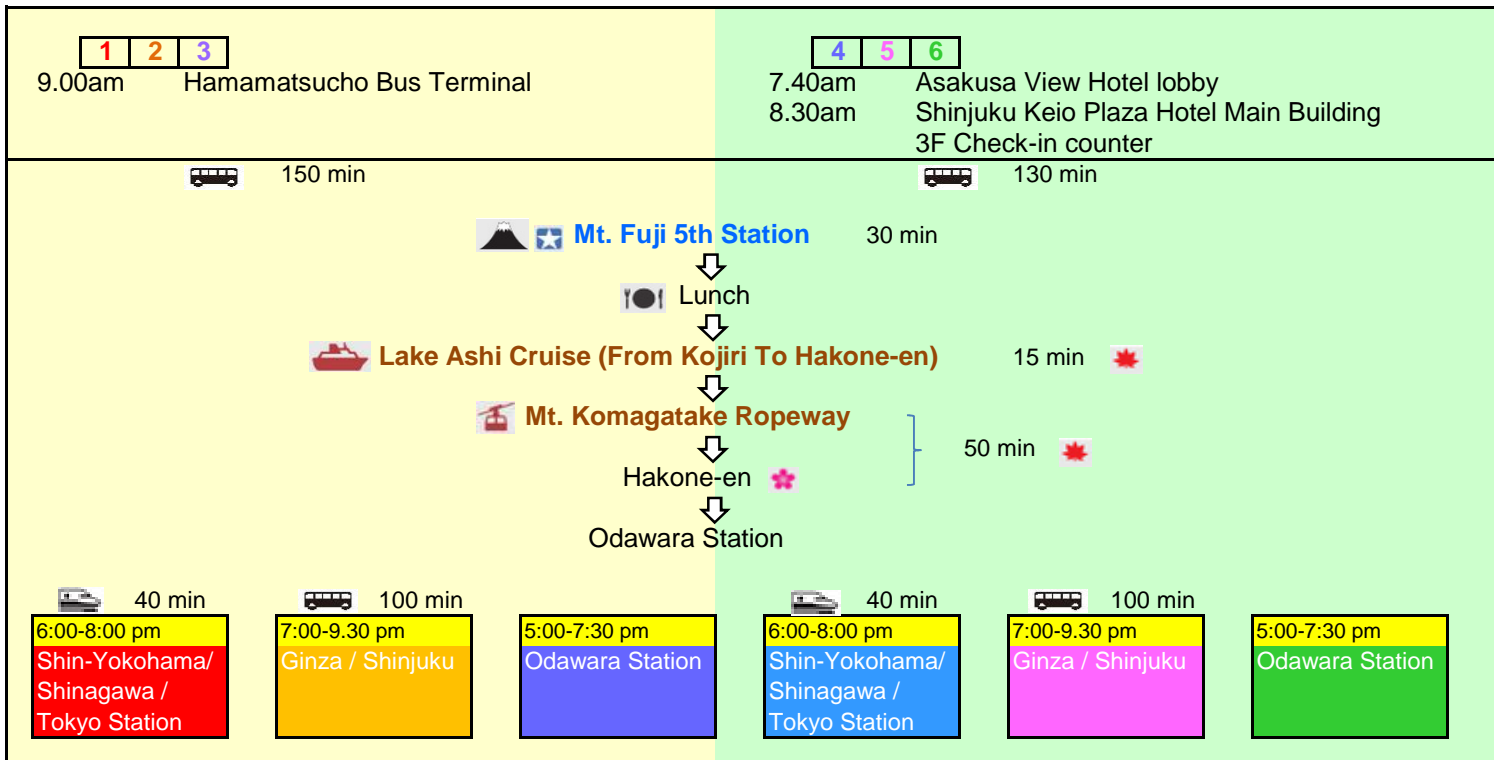 1 2 3
9.00am Hamamatsucho Bus Terminal
4 5 6
7.40am Asakusa View Hotel lobby
8.30am Shinjuku Keio Plaza Hotel Main Building
3F Check-in counter
150 min
130 min
Mt. Fuji 5th Station 30 min
Lunch
Lake Ashi Cruise (From Kojiri To Hakone-en) 15 min
Mt. Komagatake Ropeway
50 min
Hakone-en
Odawara Station
40 min
6:00-8:00 pm
Shin-Yokohama/
Shinagawa /
Tokyo Station
100 min
7:00-9.30 pm
Ginza / Shinjuku
5:00-7:30 pm
Odawara Station
40 min
6:00-8:00 pm
Shin-Yokohama/
Shinagawa /
Tokyo Station
100 min
7:00-9.30 pm
Ginza / Shinjuku
5:00-7:30 pm
Odawara Station